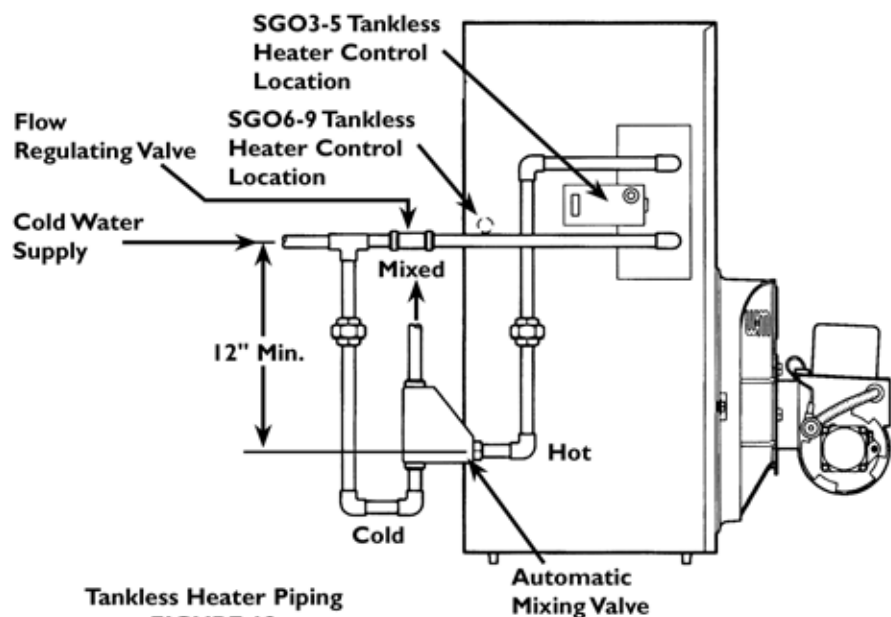 SGO3-5 Tankless
Heater Control
Location
Flow
Regulating Valve
SGO6-9 Tankless
Heater Control
Location
Cold Water
Supply
Mixed
12" Min.
Hot
Cold
Automatic
Mixing Valve
Tankless Heater Piping